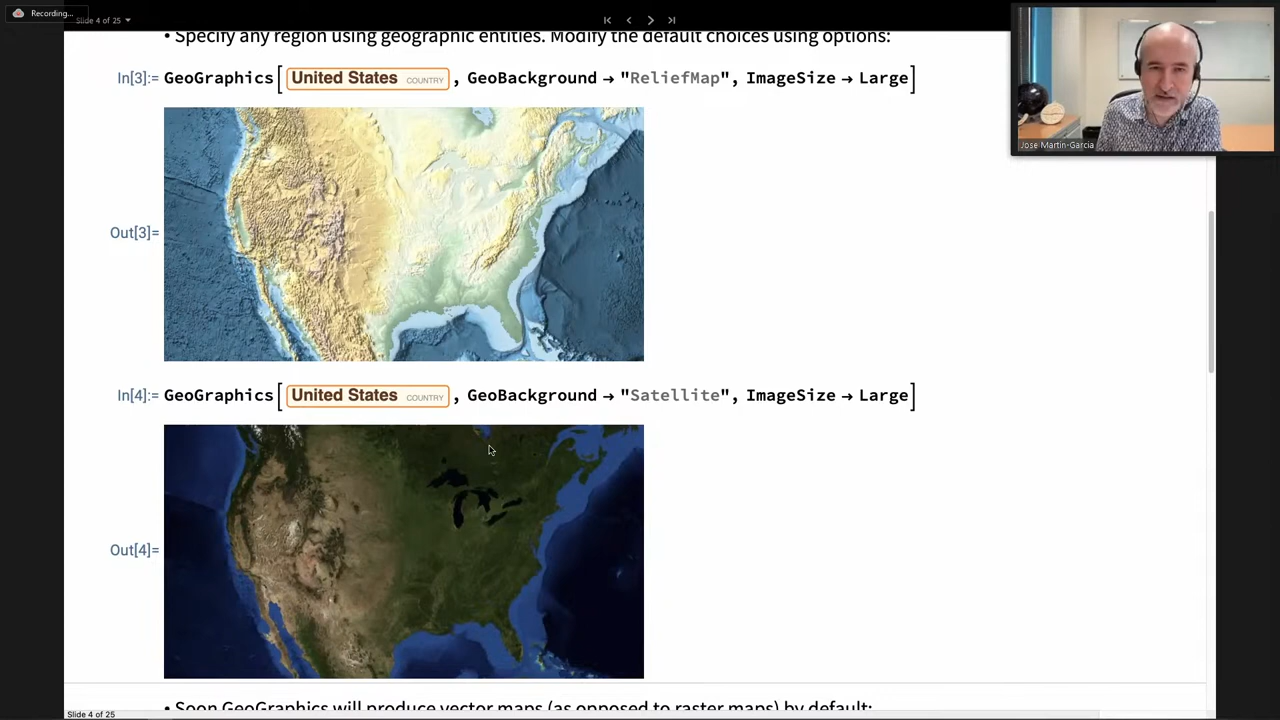 Recording...
Slide 4 of 25
• Specify any region using geographic entities. Modify the default choices using options:
In[3]:= GeoGraphics[United States COUNTRY, GeoBackground → "ReliefMap", ImageSize → Large]
Jose Martin-Garcia
Out[3]=
In[4]:= GeoGraphics[United States COUNTRY, GeoBackground → "Satellite", ImageSize → Large]
Out[4]=
• Soon GeoGraphics will produce vector maps (as opposed to raster maps) by default:
Slide 4 of 25